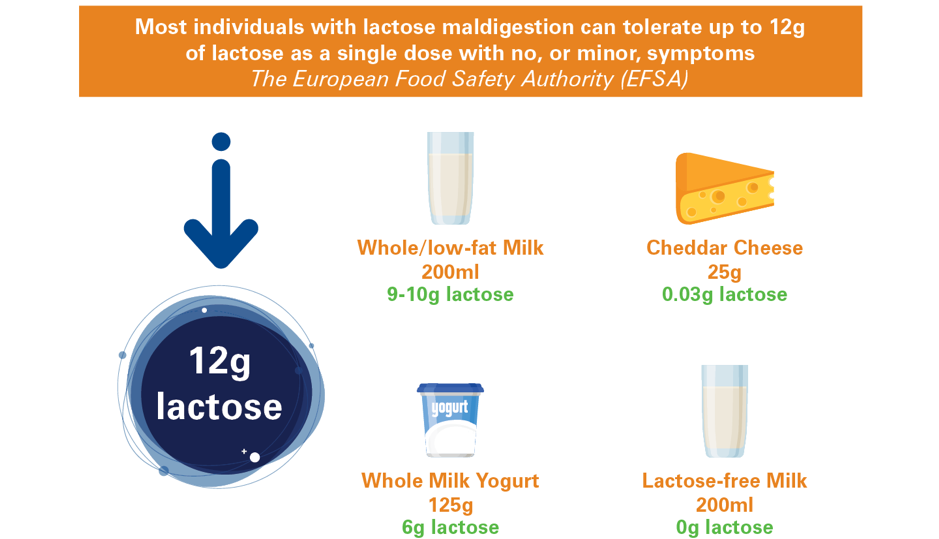 Most individuals with lactose maldigestion can tolerate up to 12g
of lactose as a single dose with no, or minor, symptoms
The European Food Safety Authority (EFSA)
12g
lactose
Whole/low-fat Milk
200ml
9-10g lactose
Cheddar Cheese
25g
0.03g lactose
yogurt
Whole Milk Yogurt
125g
6g lactose
Lactose-free Milk
200ml
0g lactose